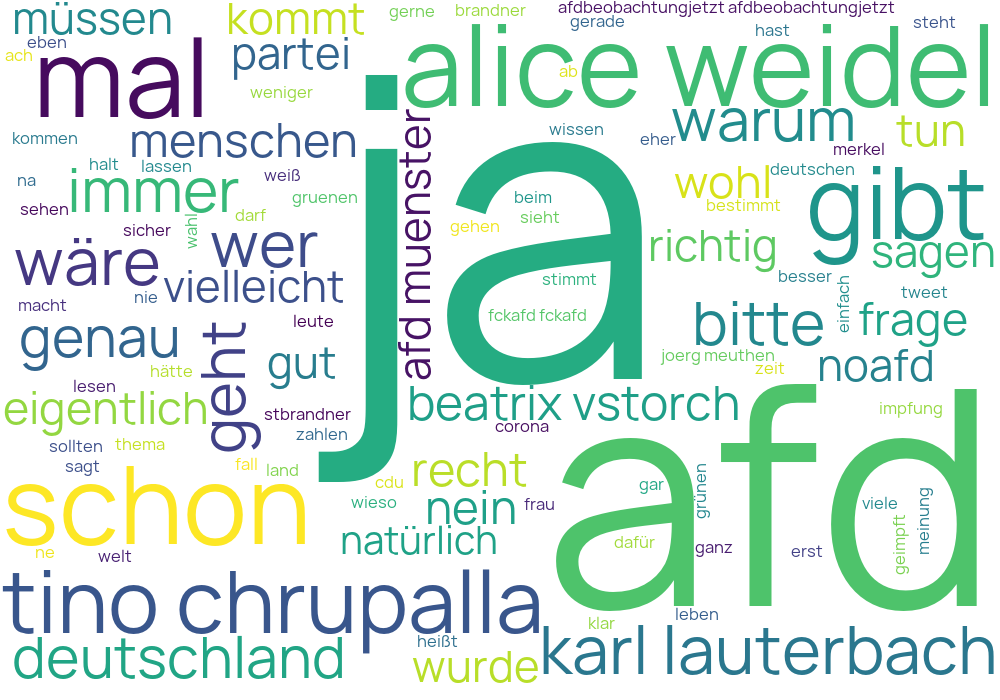 müssen
kommt
gerne
brandner
afdbeobachtungjetzt afdbeobachtungjetzt
gerade
hast
steht
ach
eben
mal
partei
alice weidel
ab
weniger
ja
kommen
menschen
wissen
eher
warum
merkel
tun
halt
lassen
na
immer
weiß
gruenen
afd muenster
beim
wohl
deutschen
bestimmt
gibt
sehen
sicher
wahl
darf
sieht
gehen
wäre
wer
richtig
sagen
macht
nie
vielleicht
stimmt
besser
einfach
tweet
genau
geht
leute
fckafd fckafd
bitte
frage
hätte
gut
joerg meuthen
zeit
noafd
lesen
eigentlich
stbrandner
beatrix vstorch
corona
afd
impfung
sollten
thema
zahlen
sagt
fall
land
recht
cdu
schon
wieso
nein
frau
gar
grünen
viele
meinung
geimpft
ne
welt
natürlich
dafür
ganz
erst
tino chrupalla
leben
klar
deutschland
heißt
wurde
karl lauterbach